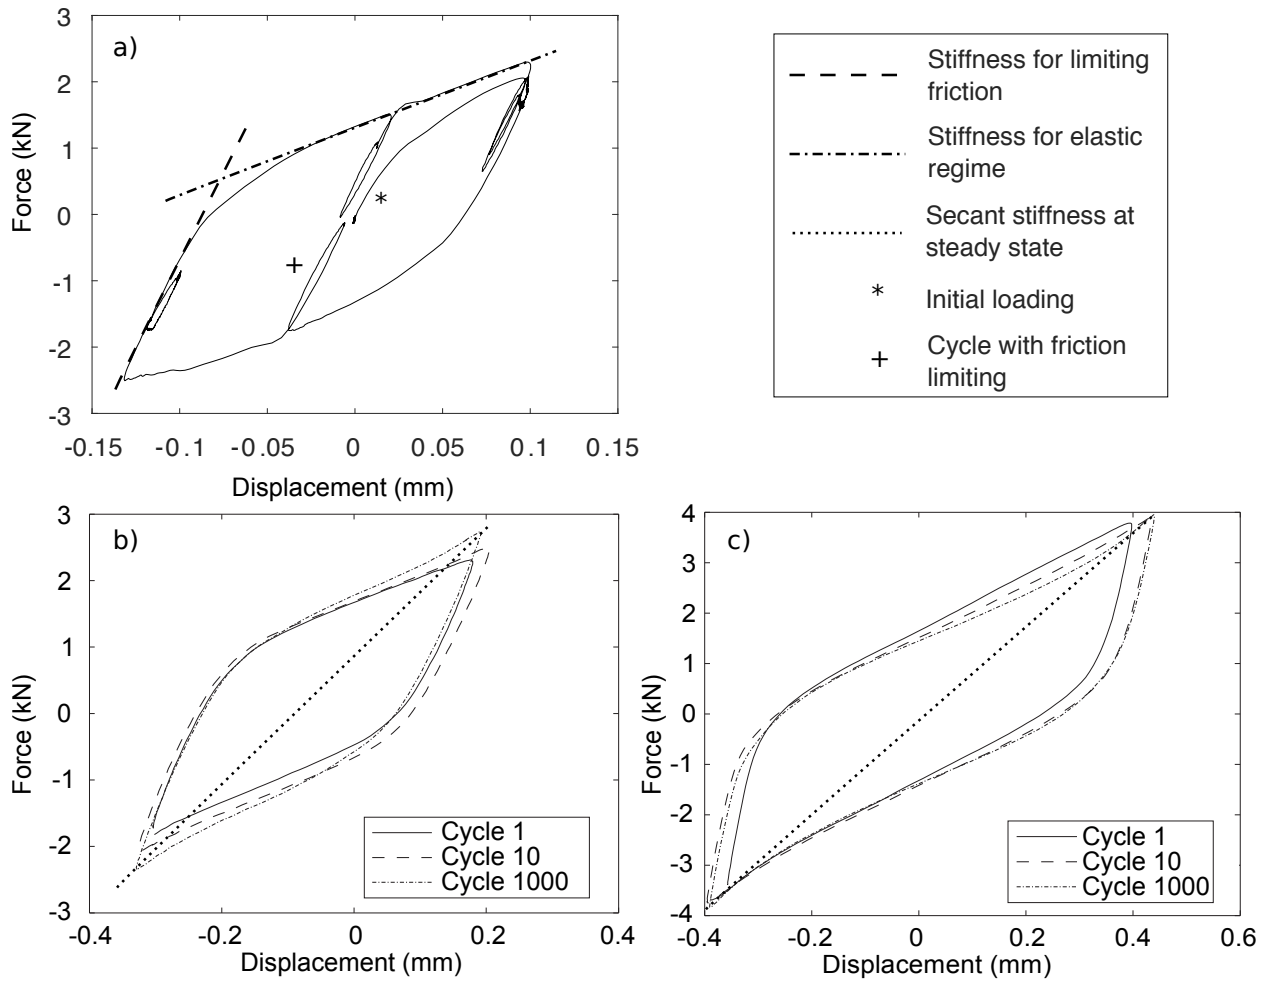 a)
3
2
1
0
-1
-2
-3
Force (kN)
*
+
-0.15 -0.1 -0.05 0 0.05 0.1 0.15
Displacement (mm)
Stiffness for limiting
friction
Stiffness for elastic
regime
Secant stiffness at
steady state
* Initial loading
+ Cycle with friction
limiting
b)
3
2
1
0
-1
-2
-3
Force (kN)
Cycle 1
Cycle 10
Cycle 1000
-0.4 -0.2 0 0.2 0.4
Displacement (mm)
c)
4
3
2
1
0
-1
-2
-3
-4
Force (kN)
Cycle 1
Cycle 10
Cycle 1000
-0.4 -0.2 0 0.2 0.4 0.6
Displacement (mm)